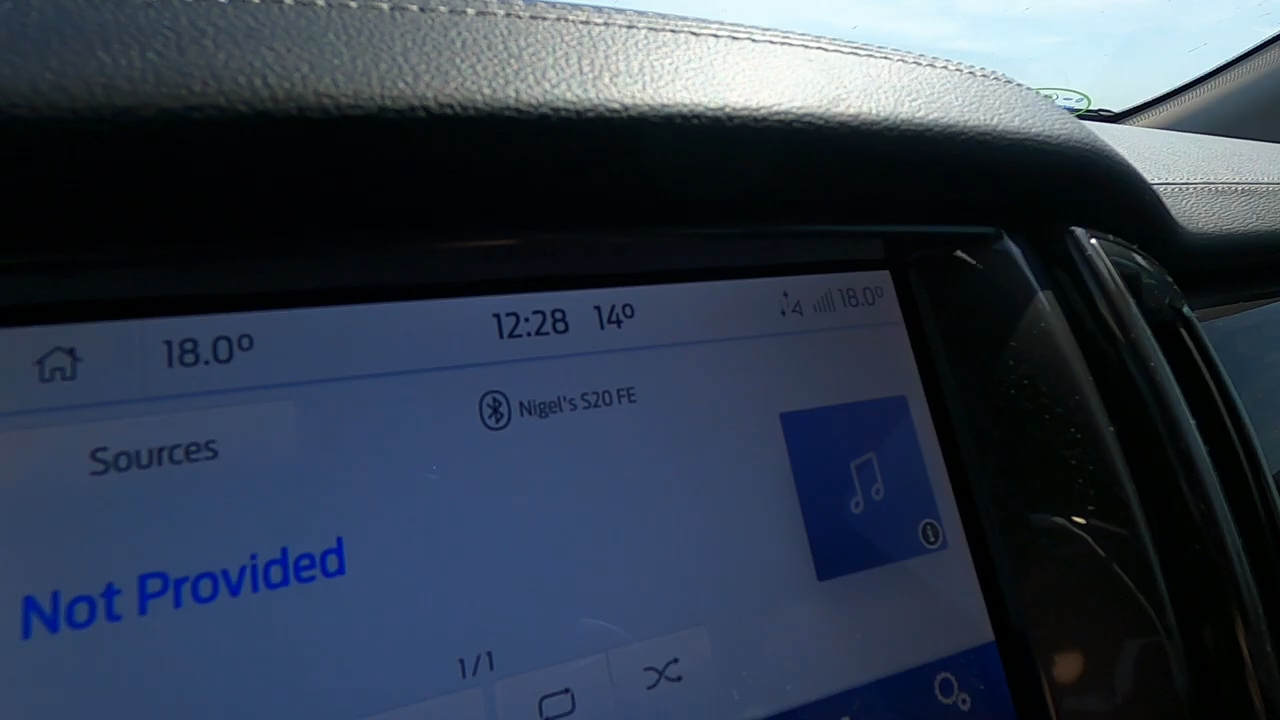 18.0° 12:28 14° 18.0°
Nigel's S20 FE
Sources
Not Provided
1/1